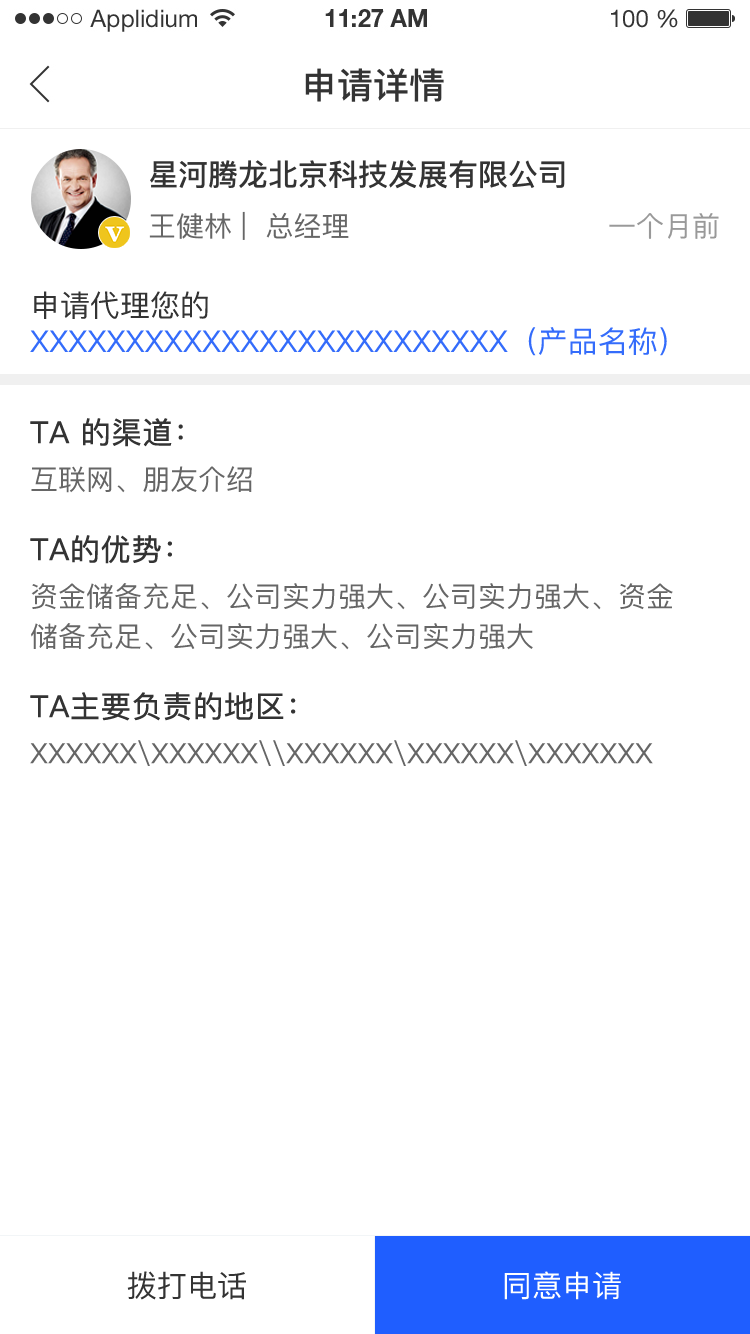 Applidium 11:27 AM 100 %
申请详情
星河腾龙北京科技发展有限公司
V
王健林| 总经理 一个月前
申请代理您的
XXXXXXXXXXXXXXXXXXXXXXXXX（产品名称）
TA 的渠道：
互联网、朋友介绍
TA的优势：
资金储备充足、公司实力强大、公司实力强大、资金
储备充足、公司实力强大、公司实力强大
TA主要负责的地区：
XXXXXX\XXXXXX\\XXXXXX\XXXXXX\XXXXXXX
拨打电话 同意申请